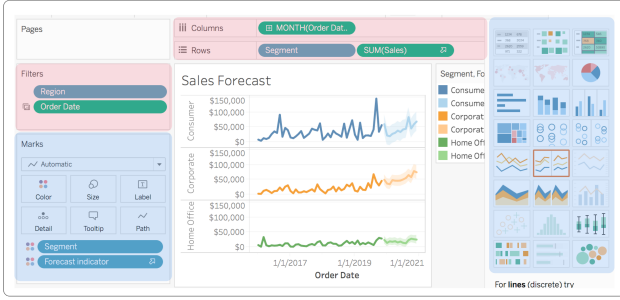 Pages
Columns
MONTH(Order Dat..
Rows
Segment
SUM(Sales)
Filters
Region
Order Date
Marks
Automatic
Color
Size
Label
Detail
Tooltip
Path
Segment
Forecast indicator
Sales Forecast
Consumer
$150,000
$100,000
$50,000
$0
Corporate
$150,000
$100,000
$50,000
$0
Home Office
$150,000
$100,000
$50,000
$0
1/1/2017
1/1/2019
1/1/2021
Order Date
Segment, Fo
Consume
Consume
Corporat
Corporat
Home Off
Home Off
For lines (discrete) try